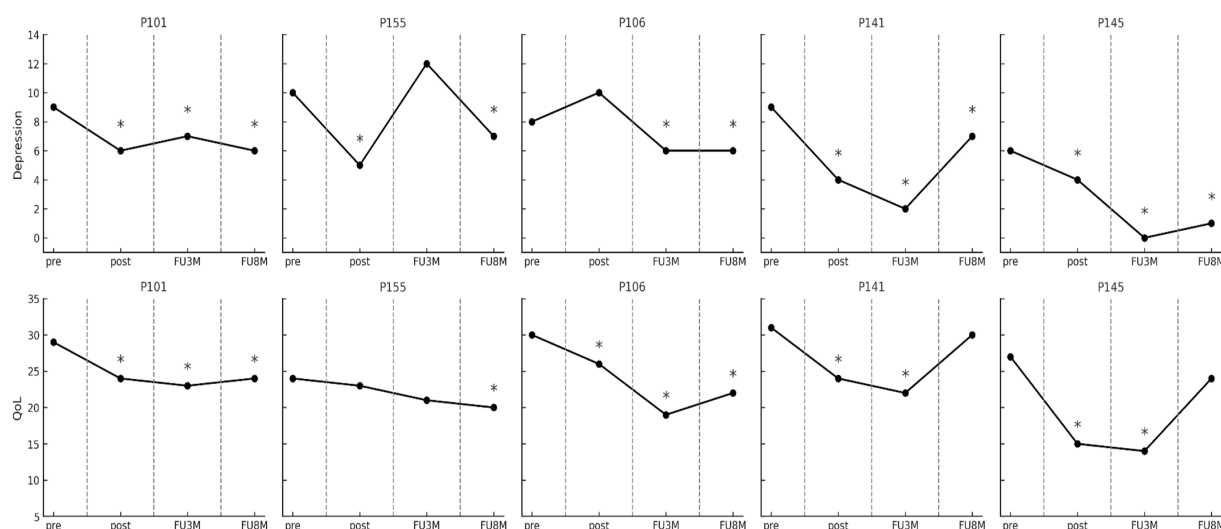 P101 P155 P106 P141 P145
Depression
14
12
10
8
6
4
2
0
* * * * * * * * * * * * *
pre post FU3M FU8M pre post FU3M FU8M pre post FU3M FU8M pre post FU3M FU8M pre post FU3M FU8M
P101 P155 P106 P141 P145
QoL
35
30
25
20
15
10
5
* * * * * * * * * * *
pre post FU3M FU8M pre post FU3M FU8M pre post FU3M FU8M pre post FU3M FU8M pre post FU3M FU8M